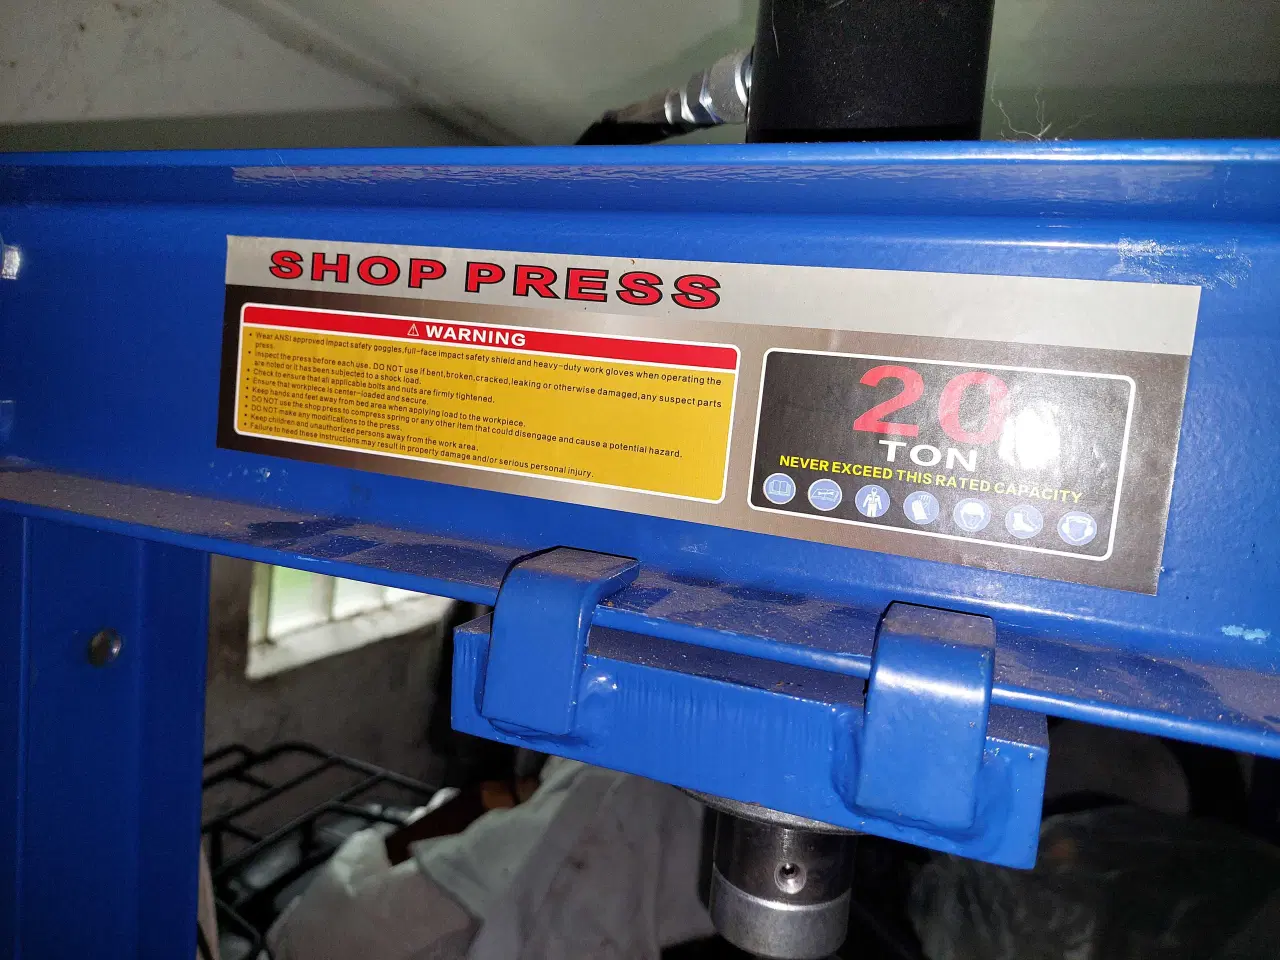 SHOP PRESS
⚠ WARNING
• Wear ANSI approved impact safety goggles,full-face impact safety shield and heavy-duty work gloves when operating the
press.
• Inspect the press before each use. DO NOT use if bent,broken,cracked,leaking or otherwise damaged,any suspect parts
are noted or it has been subjected to a shock load.
• Check to ensure that all applicable bolts and nuts are firmly tightened.
• Ensure that workpiece is center-loaded and secure.
• Keep hands and feet away from bed area when applying load to the workpiece.
• DO NOT use the shop press to compress spring or any other item that could disengage and cause a potential hazard.
• DO NOT make any modifications to the press.
• Keep children and unauthorized persons away from the work area.
• Failure to heed these instructions may result in property damage and/or serious personal injury.
20
TON
NEVER EXCEED THIS RATED CAPACITY